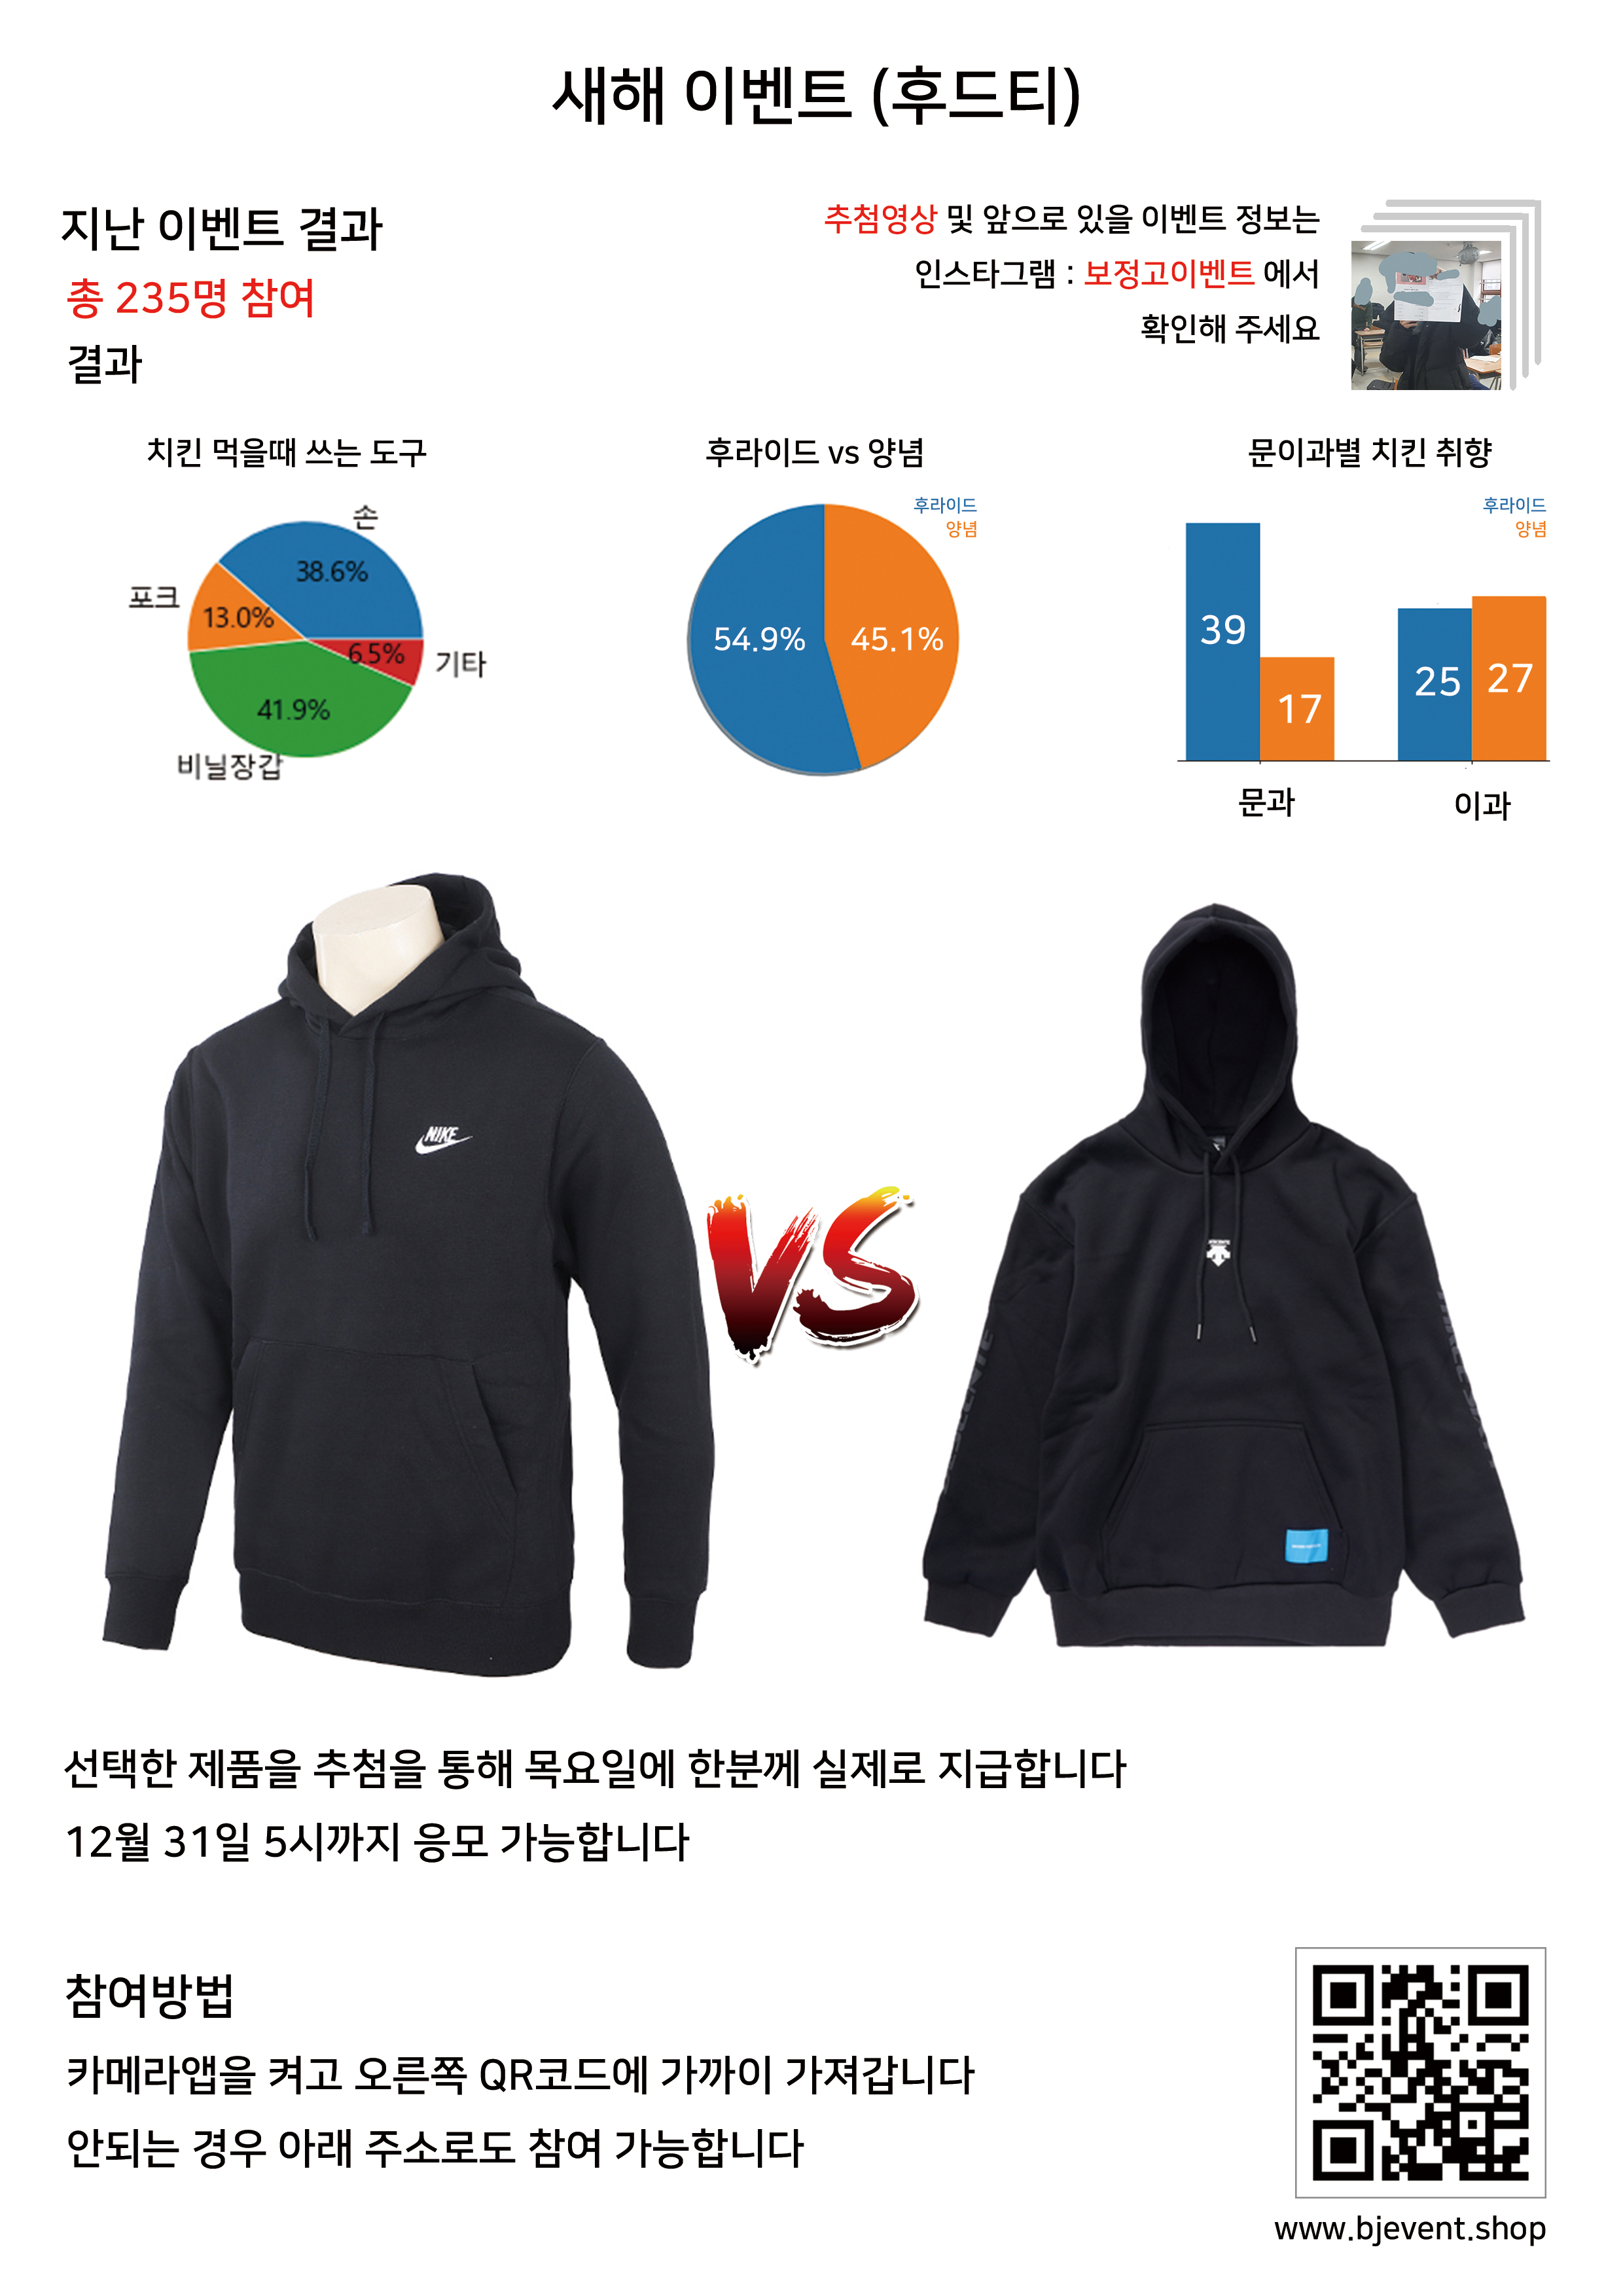 새해 이벤트 (후드티)
지난 이벤트 결과
총 235명 참여
결과
추첨영상 및 앞으로 있을 이벤트 정보는
인스타그램 : 보정고이벤트 에서
확인해 주세요
치킨 먹을때 쓰는 도구
손
38.6%
포크
13.0%
6.5%
기타
41.9%
비닐장갑
후라이드 vs 양념
후라이드
양념
54.9%
45.1%
문이과별 치킨 취향
후라이드
양념
39
17
25
27
문과
이과
NIKE
VS
선택한 제품을 추첨을 통해 목요일에 한분께 실제로 지급합니다
12월 31일 5시까지 응모 가능합니다
참여방법
카메라앱을 켜고 오른쪽 QR코드에 가까이 가져갑니다
안되는 경우 아래 주소로도 참여 가능합니다
www.bjevent.shop